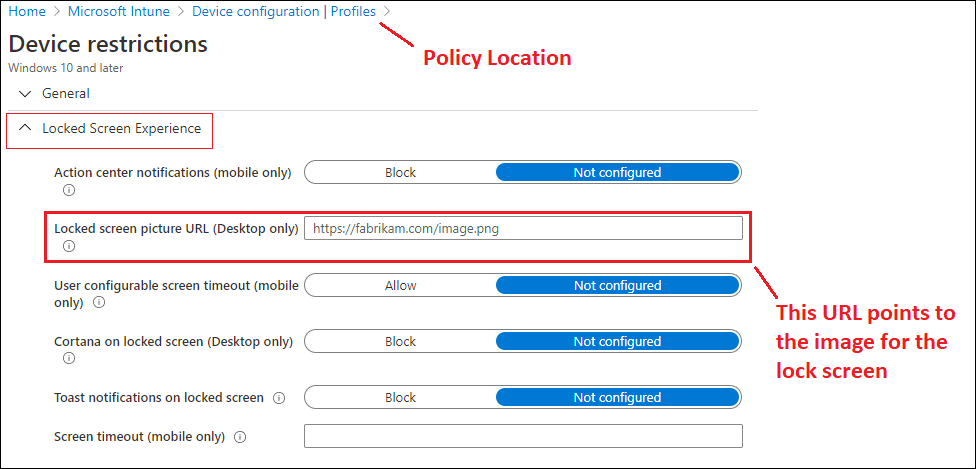 Home > Microsoft Intune > Device configuration | Profiles >
Policy Location
Device restrictions
Windows 10 and later
General
Locked Screen Experience
Action center notifications (mobile only)
Block
Not configured
Locked screen picture URL (Desktop only)
https://fabrikam.com/image.png
User configurable screen timeout (mobile
only)
Allow
Not configured
This URL points to
the image for the
lock screen
Cortana on locked screen (Desktop only)
Block
Not configured
Toast notifications on locked screen
Block
Not configured
Screen timeout (mobile only)